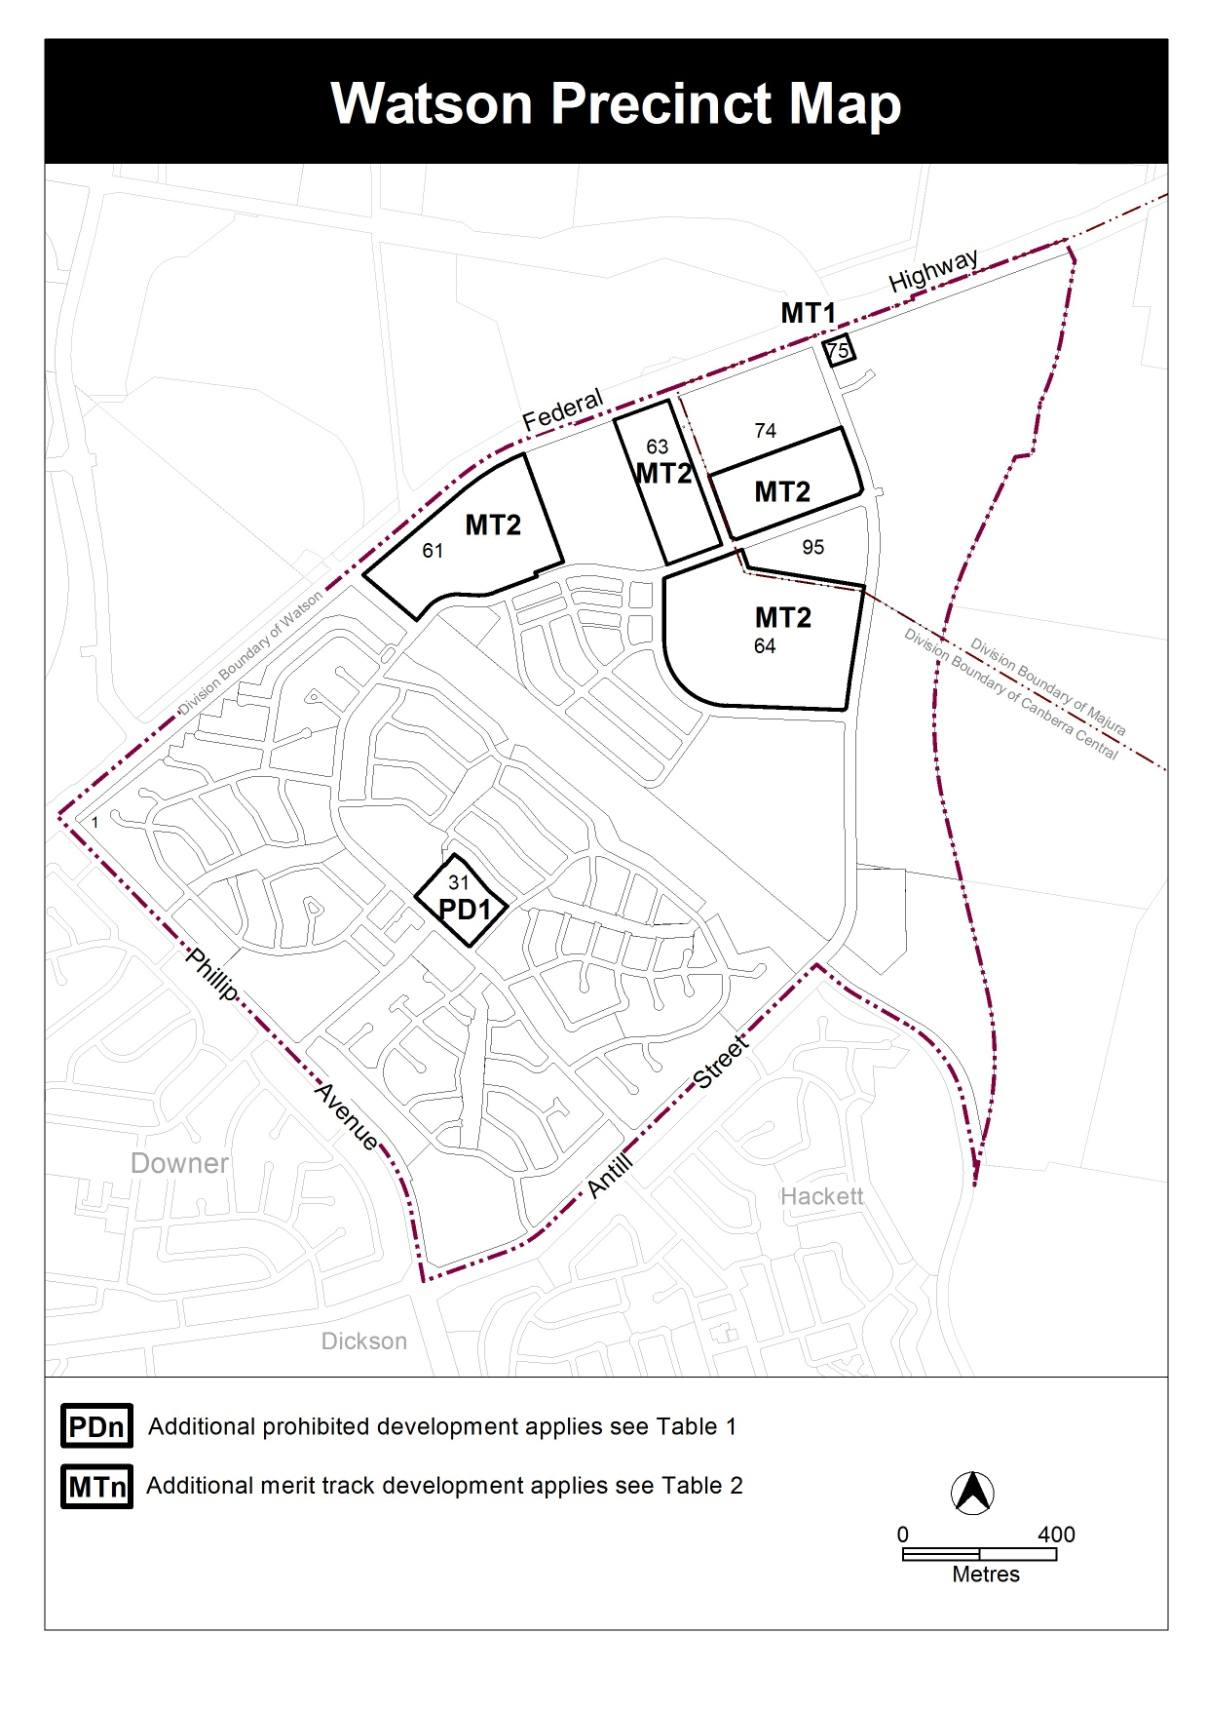 Watson Precinct Map
Highway
MT1
75
Federal
74
63
MT2
MT2
MT2
61
95
MT2
64
Division Boundary of Watson
Division Boundary of Majura
Division Boundary of Canberra Central
1
31
PD1
Phillip
Avenue
Street
Antill
Downer
Hackett
Dickson
PDn Additional prohibited development applies see Table 1
MTn Additional merit track development applies see Table 2
0 400
Metres